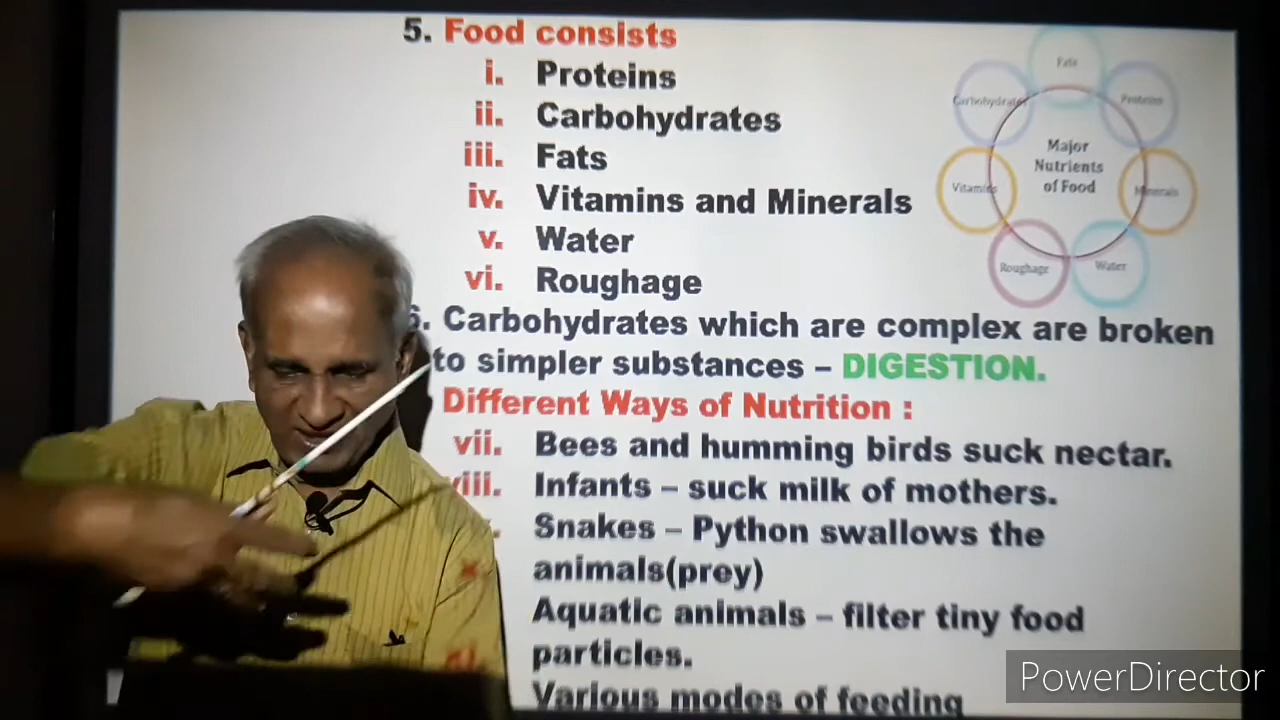 5. Food consists
i. Proteins
ii. Carbohydrates
iii. Fats
iv. Vitamins and Minerals
v. Water
vi. Roughage
6. Carbohydrates which are complex are broken
to simpler substances – DIGESTION.
Different Ways of Nutrition :
vii. Bees and humming birds suck nectar.
viii. Infants – suck milk of mothers.
Snakes – Python swallows the
animals(prey)
x.
Aquatic animals – filter tiny food
particles.
Various modes of feeding
Fats
Carbohydrates
Proteins
Major
Nutrients
of Food
Vitamins
Minerals
Roughage
Water
PowerDirector